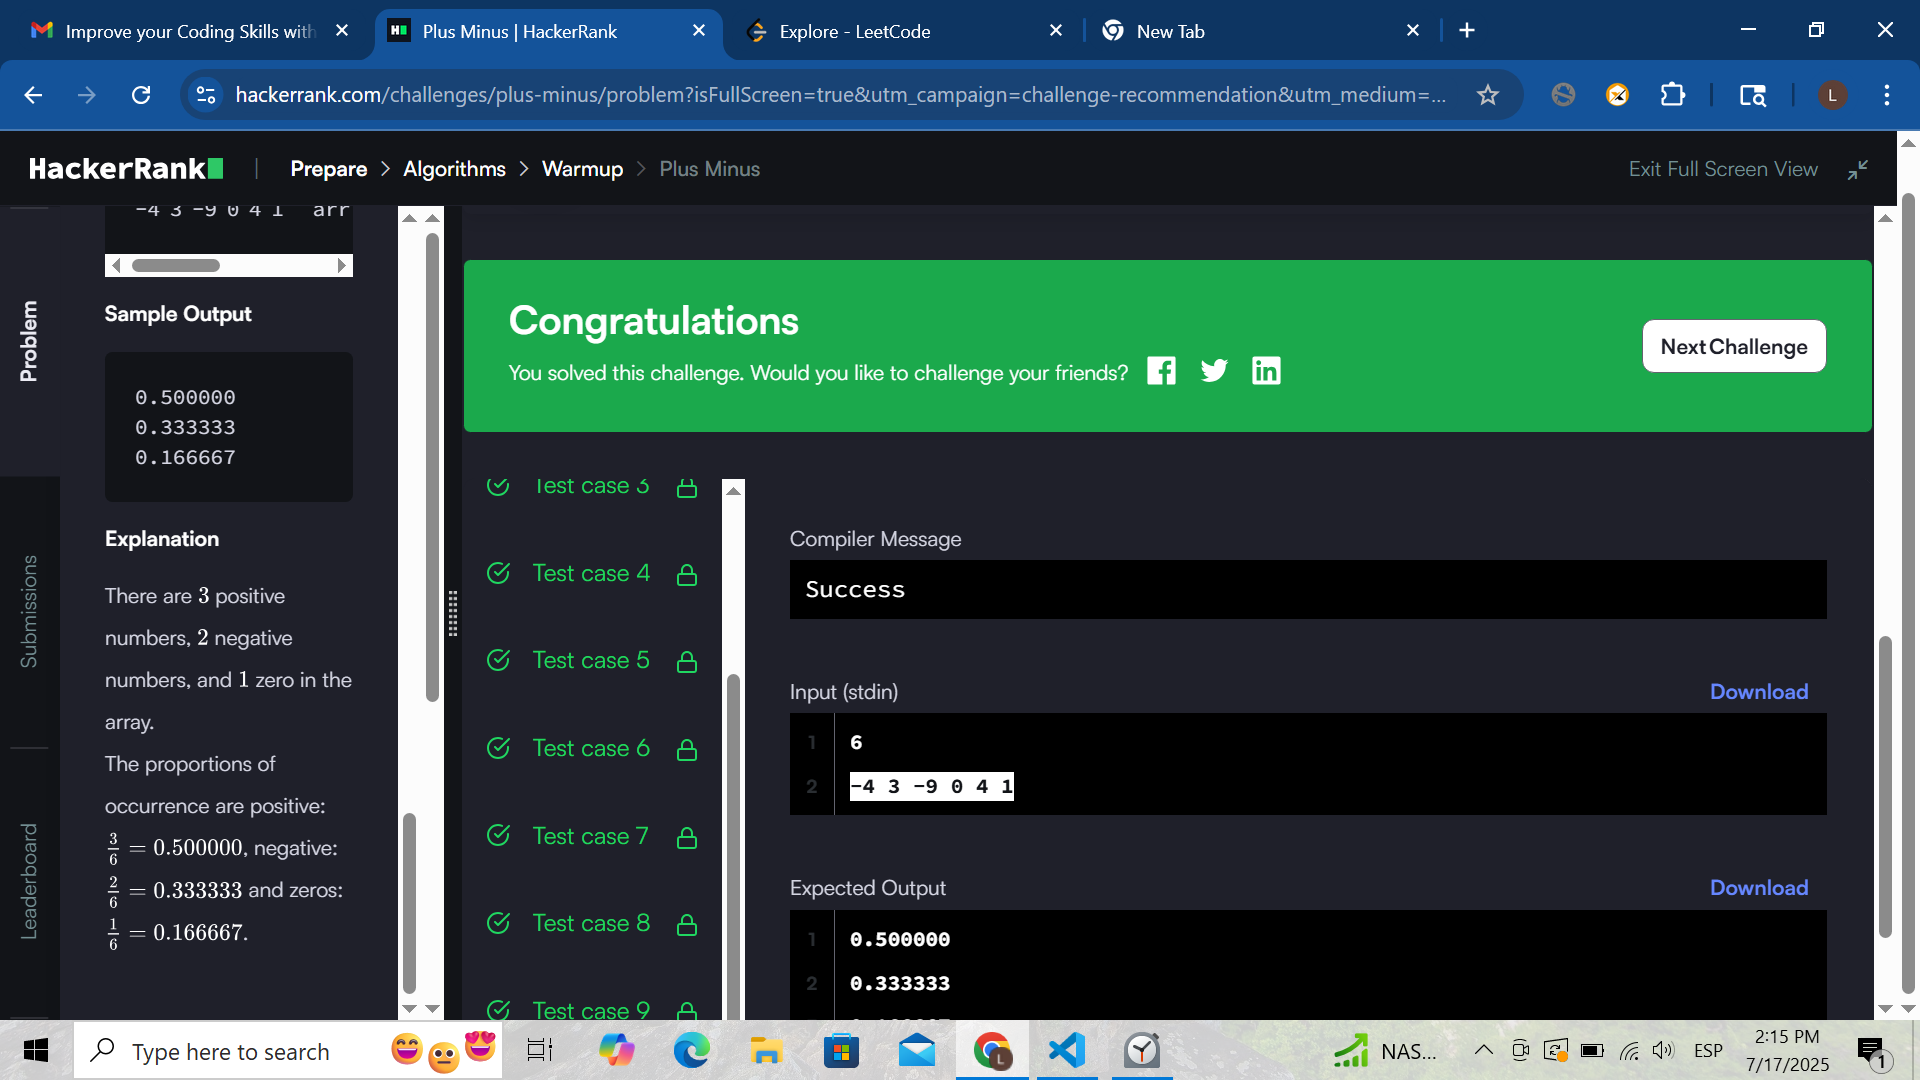 Improve your Coding Skills with
Plus Minus | HackerRank
Explore - LeetCode
New Tab
hackerrank.com/challenges/plus-minus/problem?isFullScreen=true&utm_campaign=challenge-recommendation&utm_medium=...
L
HackerRank
Prepare > Algorithms > Warmup > Plus Minus
Exit Full Screen View
Problem
Submissions
Leaderboard
-4 3 -9 0 4 1 arr
Sample Output
0.500000
0.333333
0.166667
Explanation
There are 3 positive
numbers, 2 negative
numbers, and 1 zero in the
array.
The proportions of
occurrence are positive:
3/6 = 0.500000, negative:
2/6 = 0.333333 and zeros:
1/6 = 0.166667.
Congratulations
You solved this challenge. Would you like to challenge your friends?
Next Challenge
Test case 3
Test case 4
Test case 5
Test case 6
Test case 7
Test case 8
Test case 9
Compiler Message
Success
Input (stdin)
Download
1 6
2 -4 3 -9 0 4 1
Expected Output
Download
1 0.500000
2 0.333333
Type here to search
L
NAS...
ESP
2:15 PM
7/17/2025
1